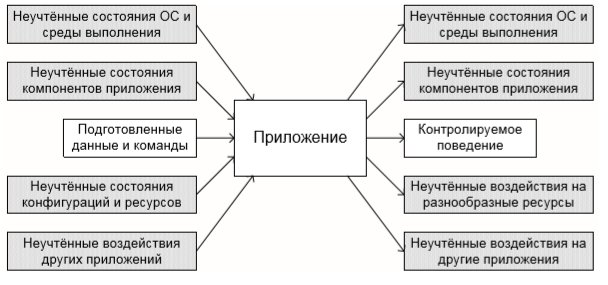 Неучтённые состояния ОС и
среды выполнения
Неучтённые состояния
компонентов приложения
Подготовленные
данные и команды
Неучтённые состояния
конфигураций и ресурсов
Неучтённые воздействия
других приложений
Приложение
Неучтённые состояния ОС и
среды выполнения
Неучтённые состояния
компонентов приложения
Контролируемое
поведение
Неучтённые воздействия на
разнообразные ресурсы
Неучтённые воздействия на
другие приложения